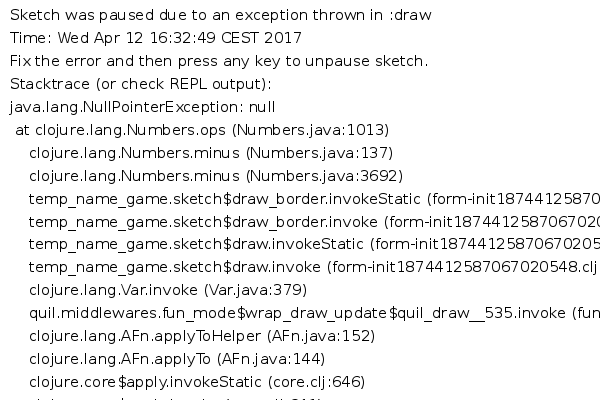 Sketch was paused due to an exception thrown in :draw
Time: Wed Apr 12 16:32:49 CEST 2017
Fix the error and then press any key to unpause sketch.
Stacktrace (or check REPL output):
java.lang.NullPointerException: null
at clojure.lang.Numbers.ops (Numbers.java:1013)
clojure.lang.Numbers.minus (Numbers.java:137)
clojure.lang.Numbers.minus (Numbers.java:3692)
temp_name_game.sketch$draw_border.invokeStatic (form-init18744125870
temp_name_game.sketch$draw_border.invoke (form-init1874412587067020
temp_name_game.sketch$draw.invokeStatic (form-init18744125870670205
temp_name_game.sketch$draw.invoke (form-init1874412587067020548.clj
clojure.lang.Var.invoke (Var.java:379)
quil.middlewares.fun_mode$wrap_draw_update$quil_draw__535.invoke (fun
clojure.lang.AFn.applyToHelper (AFn.java:152)
clojure.lang.AFn.applyTo (AFn.java:144)
clojure.core$apply.invokeStatic (core.clj:646)